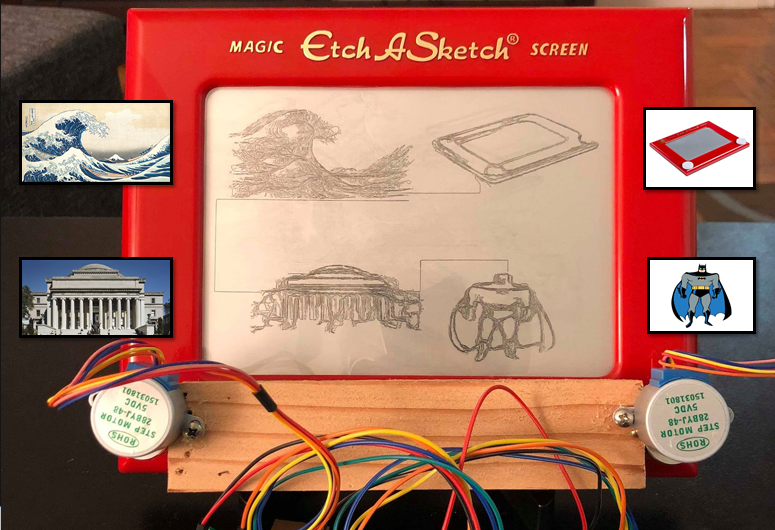 MAGIC Etch A Sketch® SCREEN
ROHS
STEP MOTOR
28BYJ-48
5VDC
15031801
ROHS
STEP MOTOR
28BYJ-48
5VDC
15031801